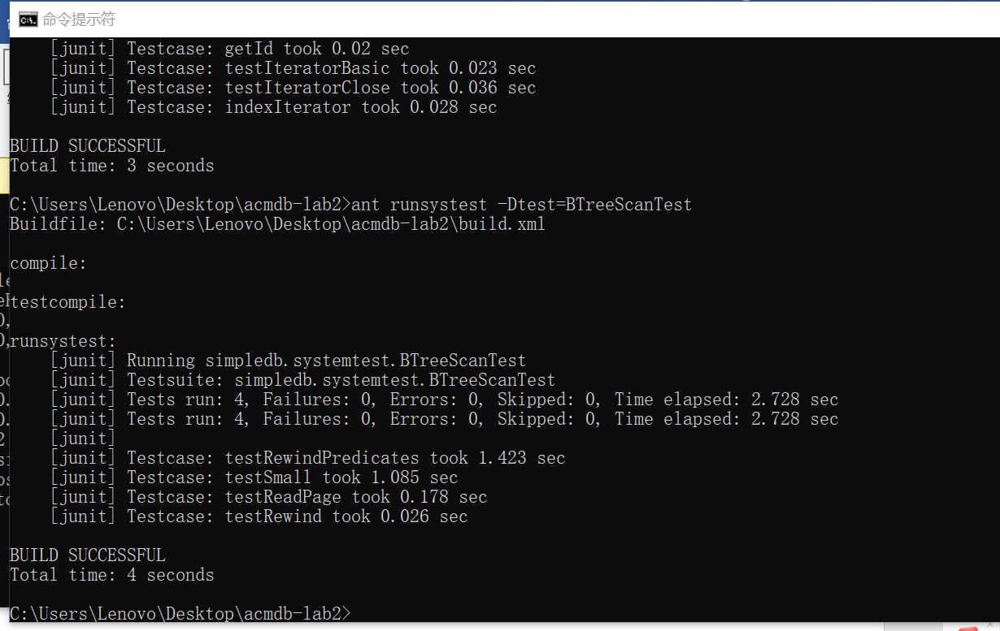 命令提示符
[junit] Testcase: getId took 0.02 sec
[junit] Testcase: testIteratorBasic took 0.023 sec
[junit] Testcase: testIteratorClose took 0.036 sec
[junit] Testcase: indexIterator took 0.028 sec
BUILD SUCCESSFUL
Total time: 3 seconds
C:\Users\Lenovo\Desktop\acmdb-lab2>ant runsystest -Dtest=BTreeScanTest
Buildfile: C:\Users\Lenovo\Desktop\acmdb-lab2\build.xml
compile:
testcompile:
runsystest:
[junit] Running simpledb.systemtest.BTreeScanTest
[junit] Testsuite: simpledb.systemtest.BTreeScanTest
[junit] Tests run: 4, Failures: 0, Errors: 0, Skipped: 0, Time elapsed: 2.728 sec
[junit] Tests run: 4, Failures: 0, Errors: 0, Skipped: 0, Time elapsed: 2.728 sec
[junit]
[junit] Testcase: testRewindPredicates took 1.423 sec
[junit] Testcase: testSmall took 1.085 sec
[junit] Testcase: testReadPage took 0.178 sec
[junit] Testcase: testRewind took 0.026 sec
BUILD SUCCESSFUL
Total time: 4 seconds
C:\Users\Lenovo\Desktop\acmdb-lab2>